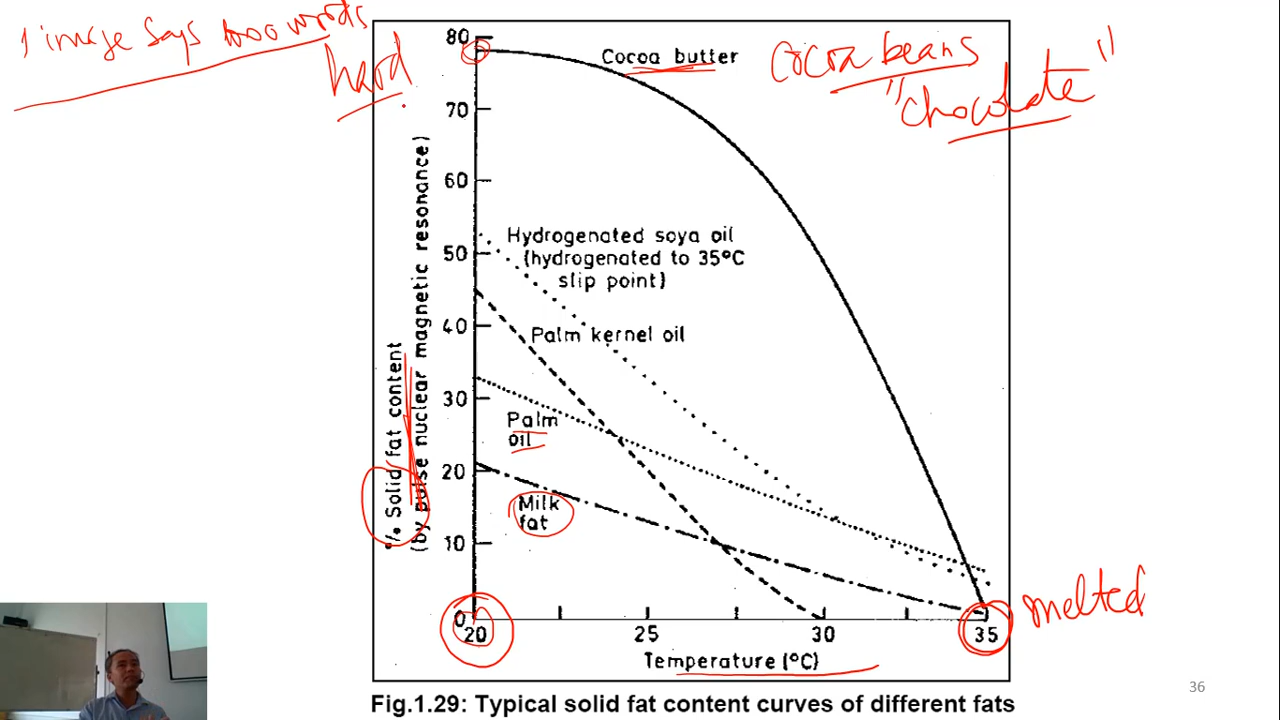 1 image says 1000 words
hard
cocoa beans
"chocolate"
80
70
60
50
40
30
20
10
0
% Solid fat content
(by pulse nuclear magnetic resonance)
Cocoa butter
Hydrogenated soya oil
(hydrogenated to 35°C
slip point)
Palm kernel oil
Palm
oil
Milk
fat
20
25
30
35
melted
Temperature (°C)
Fig.1.29: Typical solid fat content curves of different fats
36